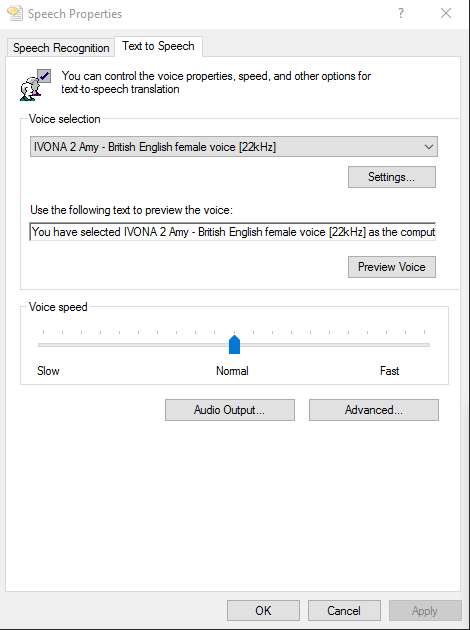 Speech Properties
?
Speech Recognition
Text to Speech
You can control the voice properties, speed, and other options for
text-to-speech translation
Voice selection
IVONA 2 Amy - British English female voice [22kHz]
Settings...
Use the following text to preview the voice:
You have selected IVONA 2 Amy - British English female voice [22kHz] as the comput
Preview Voice
Voice speed
Slow
Normal
Fast
Audio Output...
Advanced...
OK
Cancel
Apply